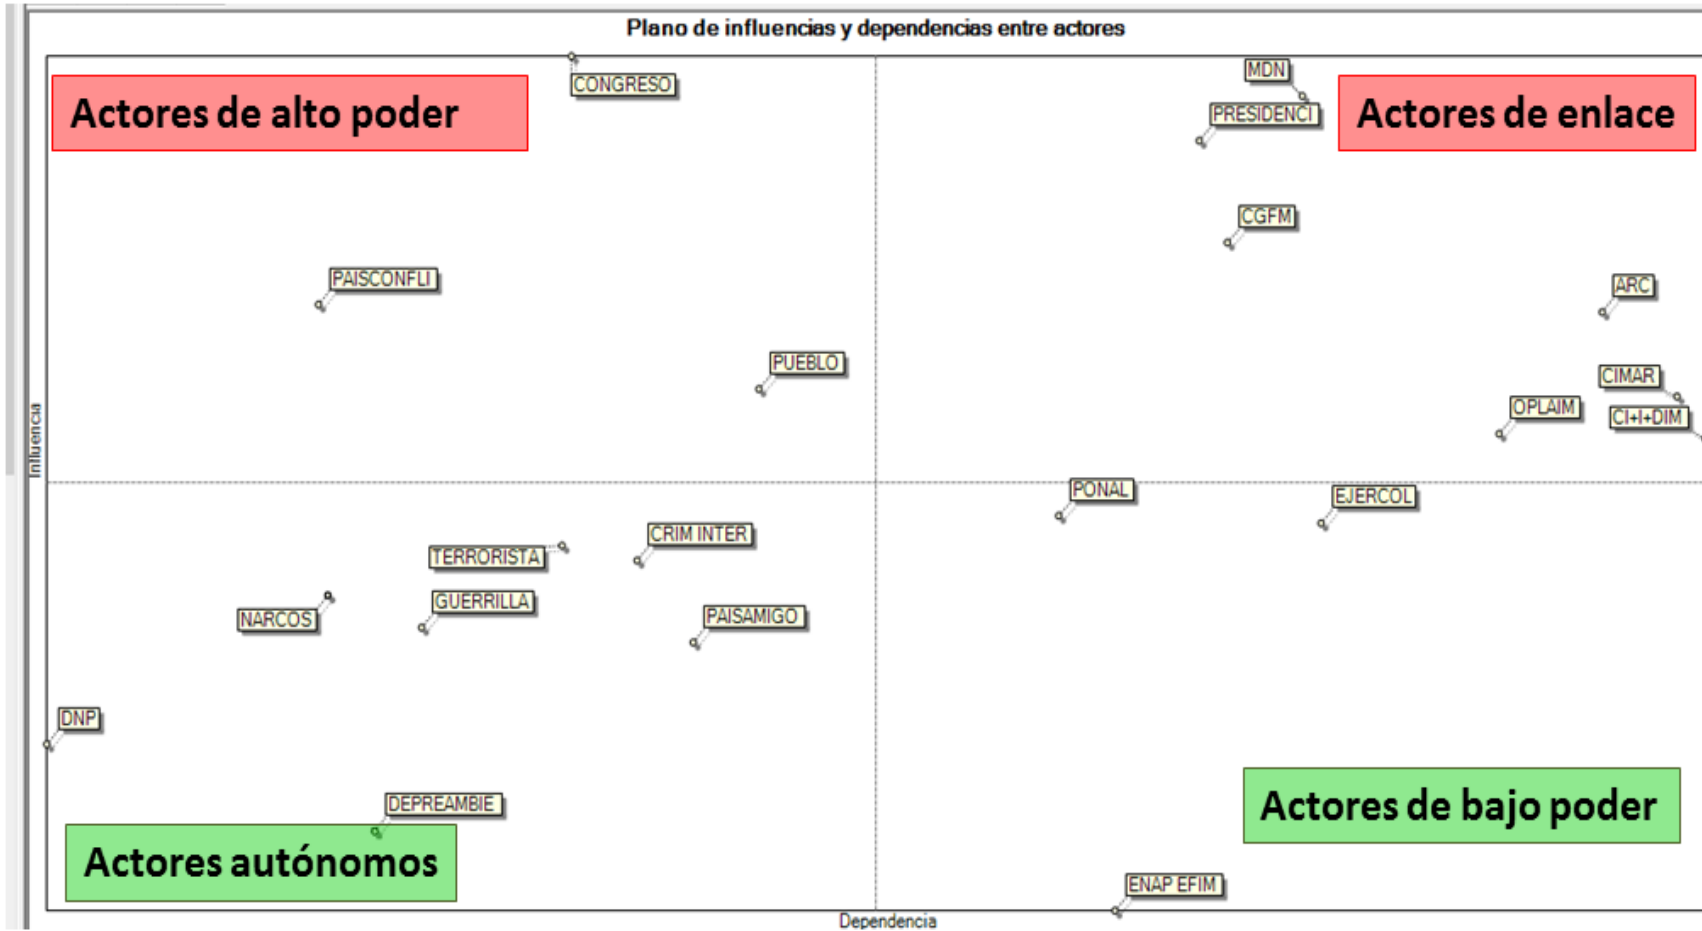 Plano de influencias y dependencias entre actores
Actores de alto poder
CONGRESO
MDN
PRESIDENCI
Actores de enlace
CGFM
PAISCONFLI
ARC
PUEBLO
CIMAR
OPLAIM
CI+I+DIM
Influencia
PONAL
EJERCOL
CRIM INTER
TERRORISTA
GUERRILLA
NARCOS
PAISAMIGO
DNP
DEPREAMBIE
Actores de bajo poder
Actores autónomos
ENAP EFIM
Dependencia